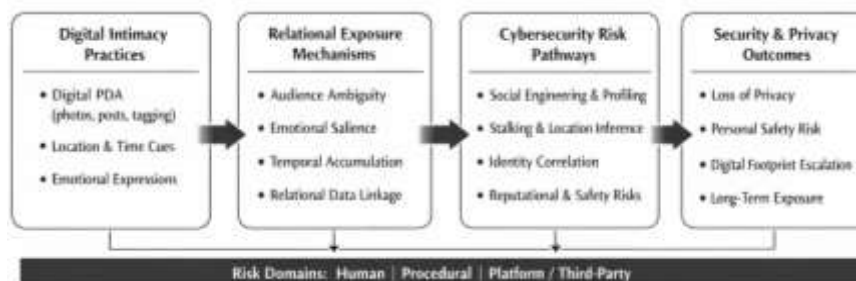 Digital Intimacy
Practices
• Digital PDA
(photos, posts, tagging)
• Location & Time Cues
• Emotional Expressions
Relational Exposure
Mechanisms
• Audience Ambiguity
• Emotional Salience
• Temporal Accumulation
• Relational Data Linkage
Cybersecurity Risk
Pathways
• Social Engineering & Profiling
• Stalking & Location Inference
• Identity Correlation
• Reputational & Safety Risks
Security & Privacy
Outcomes
• Loss of Privacy
• Personal Safety Risk
• Digital Footprint Escalation
• Long-Term Exposure
Risk Domains: Human | Procedural | Platform / Third-Party